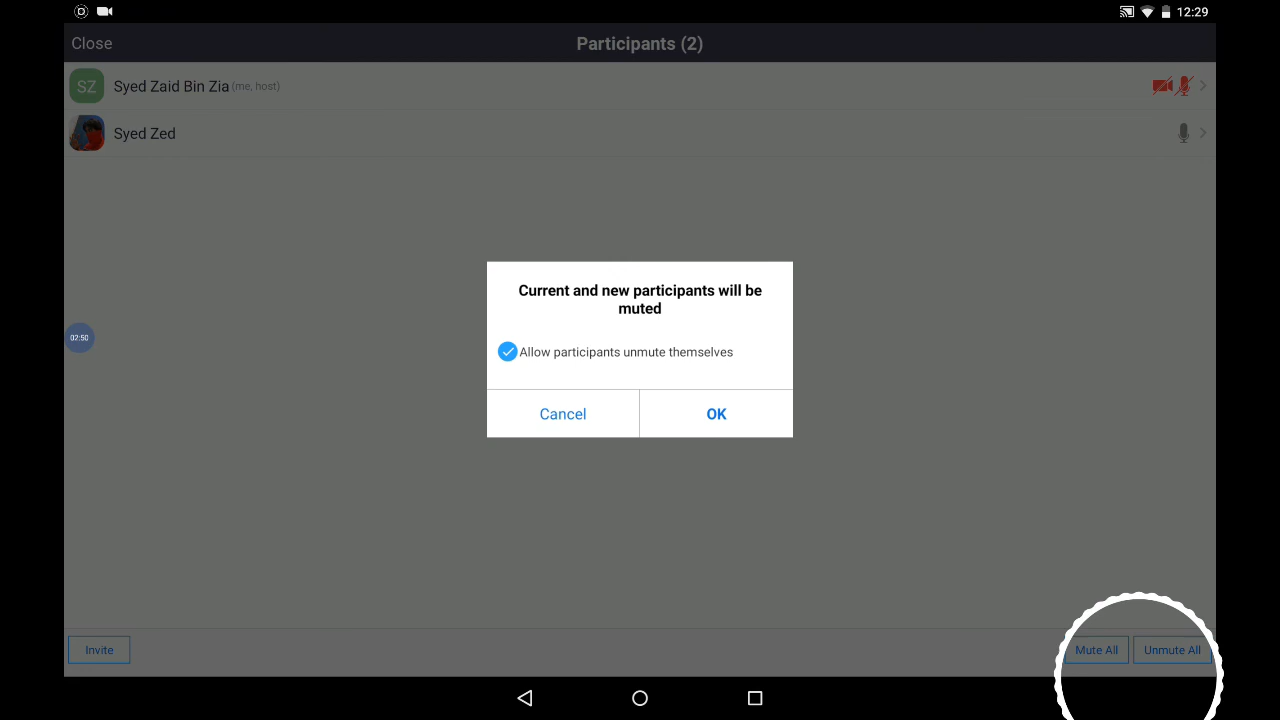 12:29
Close
Participants (2)
SZ
Syed Zaid Bin Zia (me, host)
Syed Zed
Current and new participants will be
muted
02:50
Allow participants unmute themselves
Cancel
OK
Invite
Mute All
Unmute All